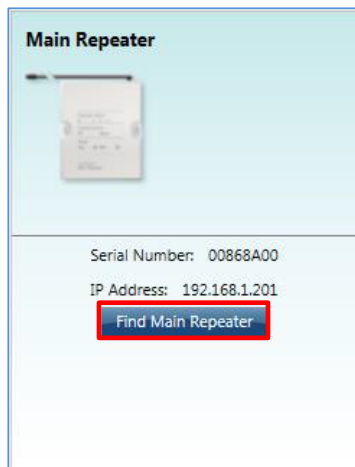 Main Repeater
Serial Number: 00868A00
IP Address: 192.168.1.201
Find Main Repeater